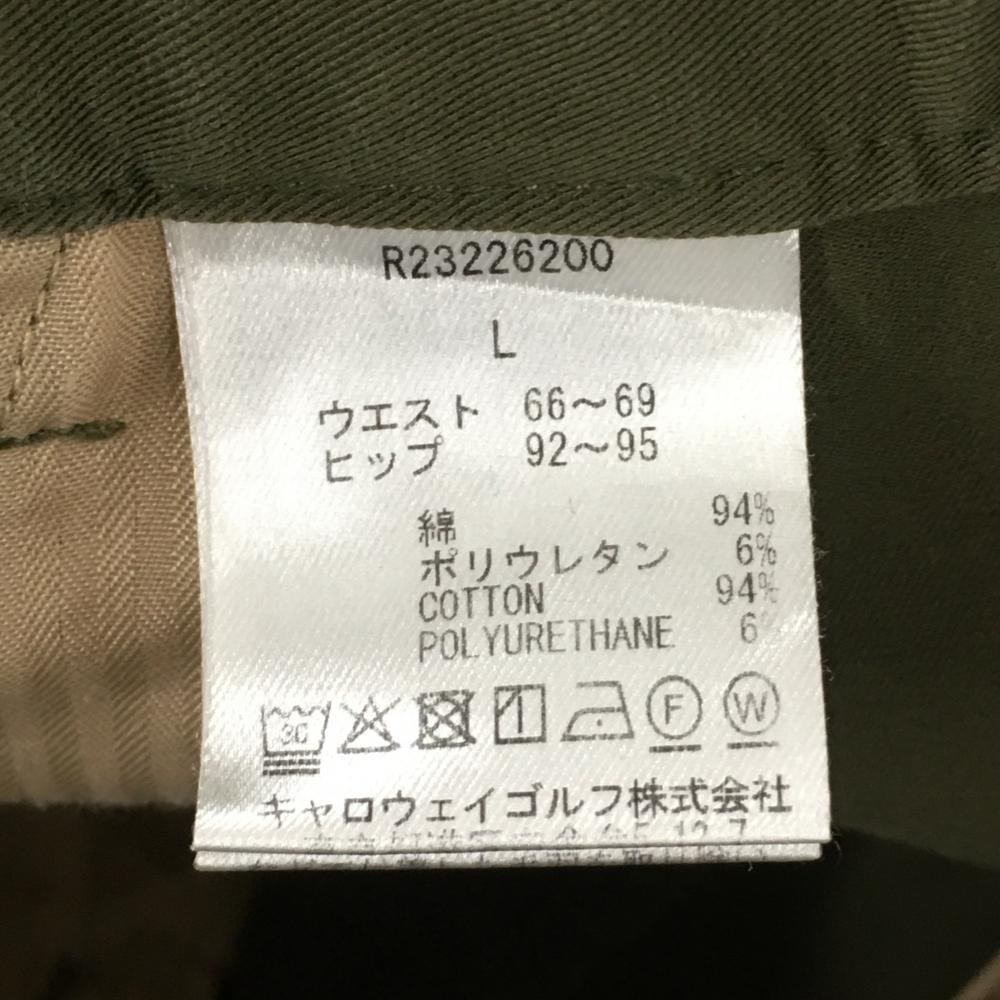 R23226200
L
ウエスト 66～69
ヒップ 92～95
綿 94%
ポリウレタン 6%
COTTON 94%
POLYURETHANE 6%
30 F W
キャロウェイゴルフ株式会社